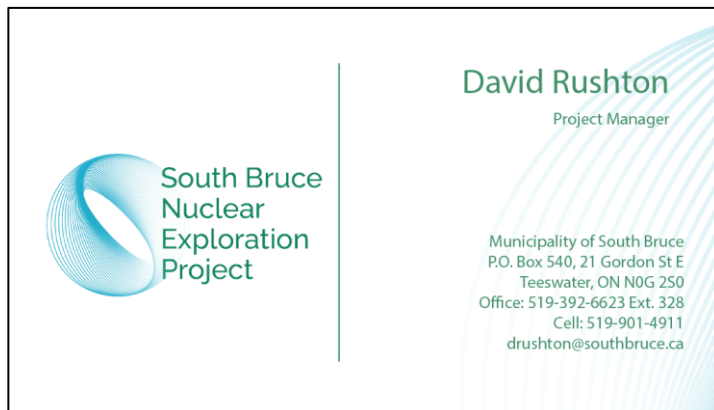 South Bruce
Nuclear
Exploration
Project
David Rushton
Project Manager
Municipality of South Bruce
P.O. Box 540, 21 Gordon St E
Teeswater, ON N0G 2S0
Office: 519-392-6623 Ext. 328
Cell: 519-901-4911
drushton@southbruce.ca